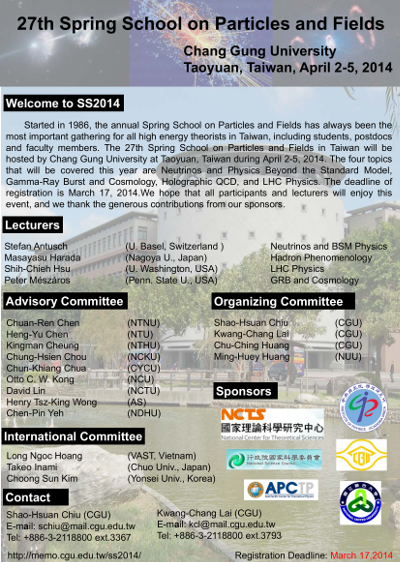 27th Spring School on Particles and Fields
Chang Gung University
Taoyuan, Taiwan, April 2-5, 2014
Welcome to SS2014
Started in 1986, the annual Spring School on Particles and Fields has always been the
most important gathering for all high energy theorists in Taiwan, including students, postdocs
and faculty members. The 27th Spring School on Particles and Fields in Taiwan will be
hosted by Chang Gung University at Taoyuan, Taiwan during April 2-5, 2014. The four topics
that will be covered this year are Neutrinos and Physics Beyond the Standard Model,
Gamma-Ray Burst and Cosmology, Holographic QCD, and LHC Physics. The deadline of
registration is March 17, 2014.We hope that all participants and lecturers will enjoy this
event, and we thank the generous contributions from our sponsors.
Lecturers
Stefan Antusch (U. Basel, Switzerland ) Neutrinos and BSM Physics
Masayasu Harada (Nagoya U., Japan) Hadron Phenomenology
Shih-Chieh Hsu (U. Washington, USA) LHC Physics
Peter Mészáros (Penn. State U., USA) GRB and Cosmology
Advisory Committee
Chuan-Ren Chen (NTNU)
Heng-Yu Chen (NTU)
Kingman Cheung (NTHU)
Chung-Hsien Chou (NCKU)
Chun-Khiang Chua (CYCU)
Otto C. W. Kong (NCU)
David Lin (NCTU)
Henry Tsz-King Wong (AS)
Chen-Pin Yeh (NDHU)
Organizing Committee
Shao-Hsuan Chiu (CGU)
Kwang-Chang Lai (CGU)
Chu-Ching Huang (CGU)
Ming-Huey Huang (NUU)
Sponsors
NCTS
國家理論科學研究中心
National Center for Theoretical Sciences
行政院國家科學委員會
National Science Council
APCTP
CGU
International Committee
Long Ngoc Hoang (VAST, Vietnam)
Takeo Inami (Chuo Univ., Japan)
Choong Sun Kim (Yonsei Univ., Korea)
Contact
Shao-Hsuan Chiu (CGU)
E-mail: schiu@mail.cgu.edu.tw
Tel: +886-3-2118800 ext.3367
Kwang-Chang Lai (CGU)
E-mail: kcl@mail.cgu.edu.tw
Tel: +886-3-2118800 ext.3793
http://memo.cgu.edu.tw/ss2014/
Registration Deadline: March 17,2014